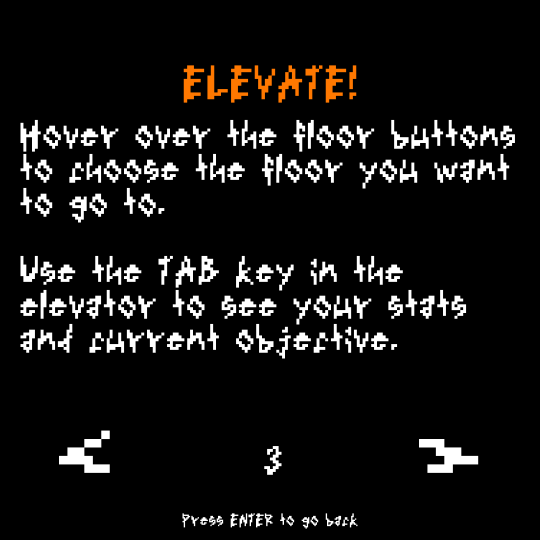 ELEVATE!
Hover over the floor buttons
to choose the floor you want
to go to.
Use the TAB key in the
elevator to see your stats
and current objective.
3
Press ENTER to go back